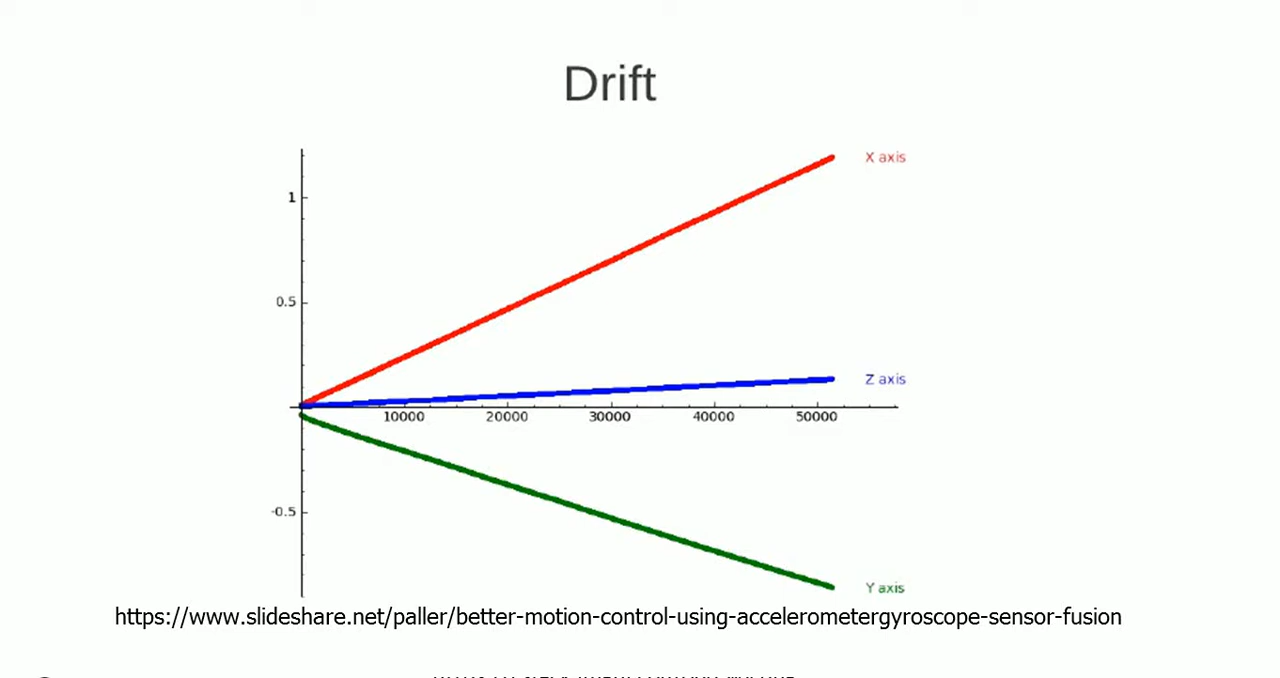 Drift
X axis
1
0.5
Z axis
10000 20000 30000 40000 50000
-0.5
Y axis
https://www.slideshare.net/paller/better-motion-control-using-accelerometergyroscope-sensor-fusion